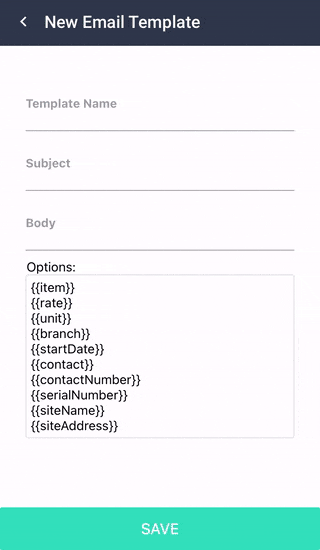 New Email Template
Template Name
Subject
Body
Options:
{{item}}
{{rate}}
{{unit}}
{{branch}}
{{startDate}}
{{contact}}
{{contactNumber}}
{{serialNumber}}
{{siteName}}
{{siteAddress}}
SAVE